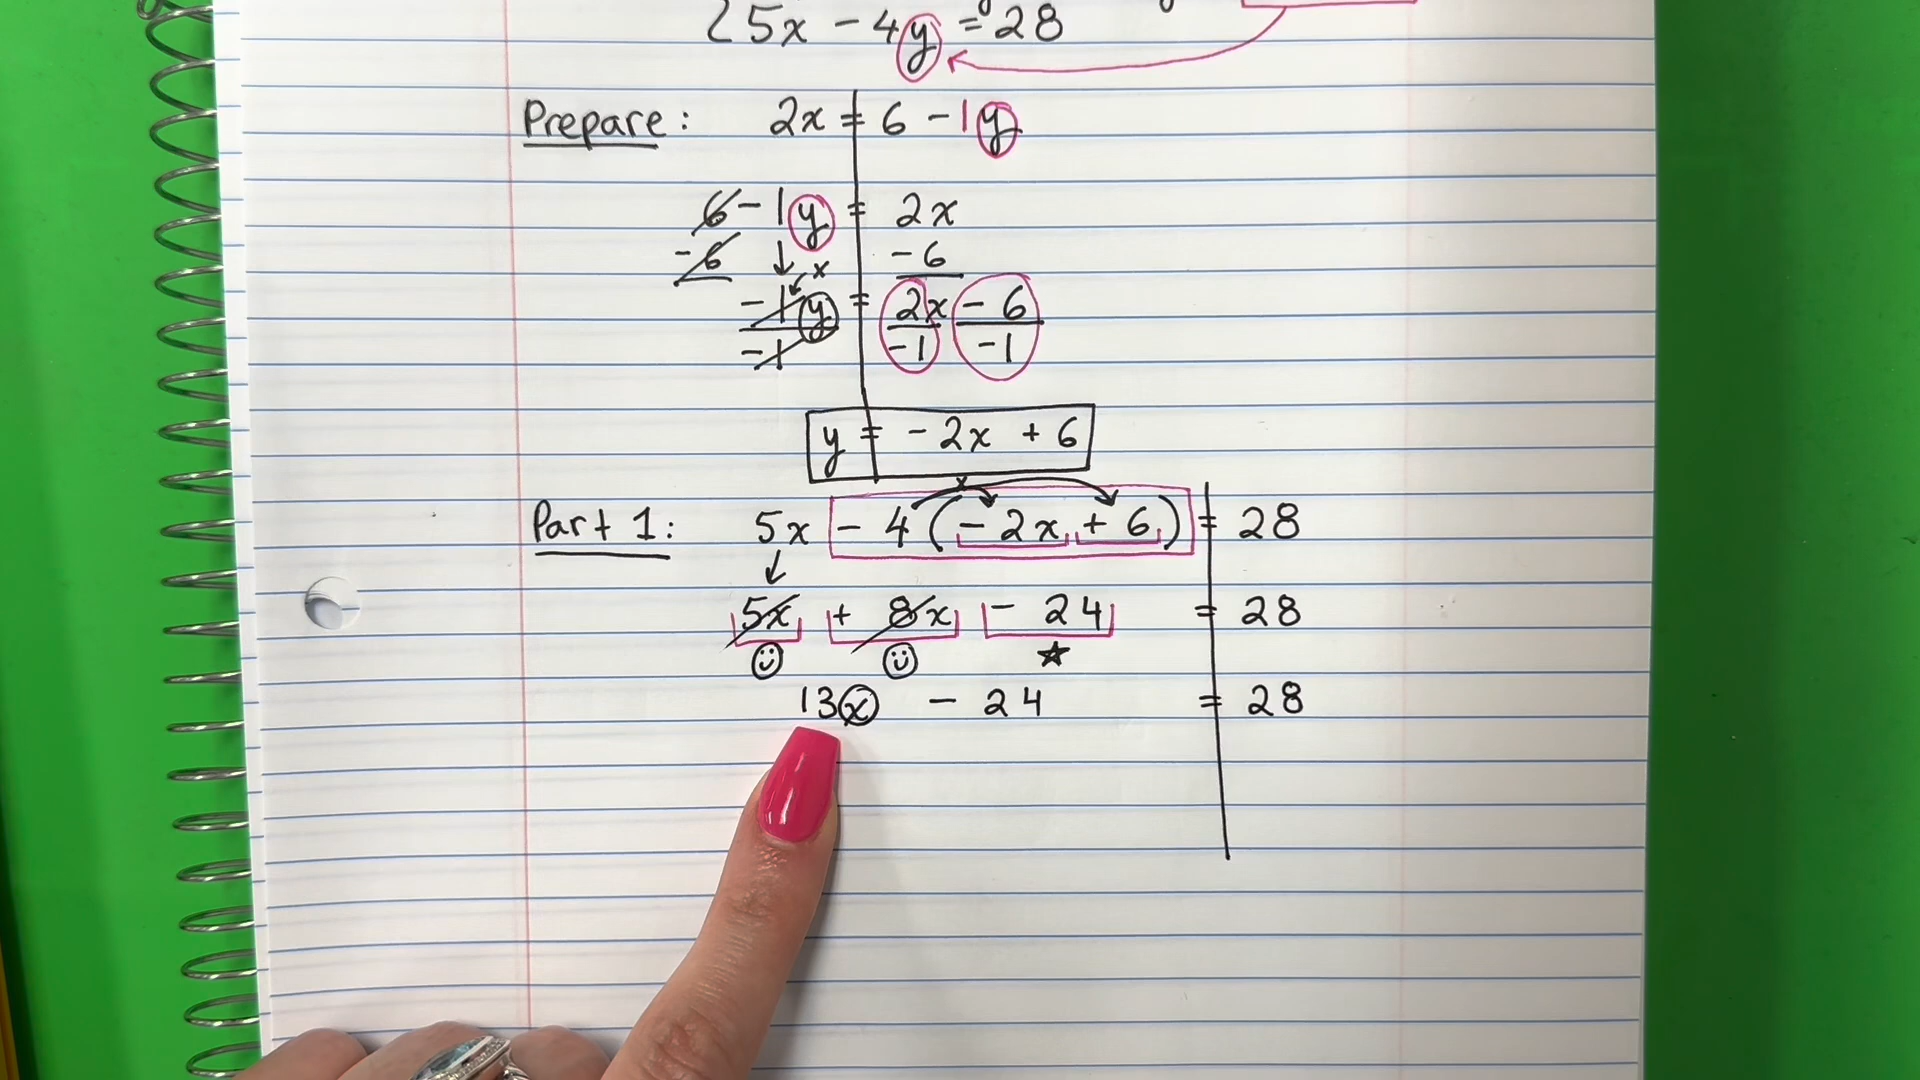 5x - 4y = 28
Prepare: 2x = 6 - 1y
6 - 1y = 2x
-6 ↓ -6
-1y = 2x - 6
-1 -1 -1
y = -2x + 6
Part 1: 5x - 4(-2x + 6) = 28
5x + 8x - 24 = 28
13x - 24 = 28